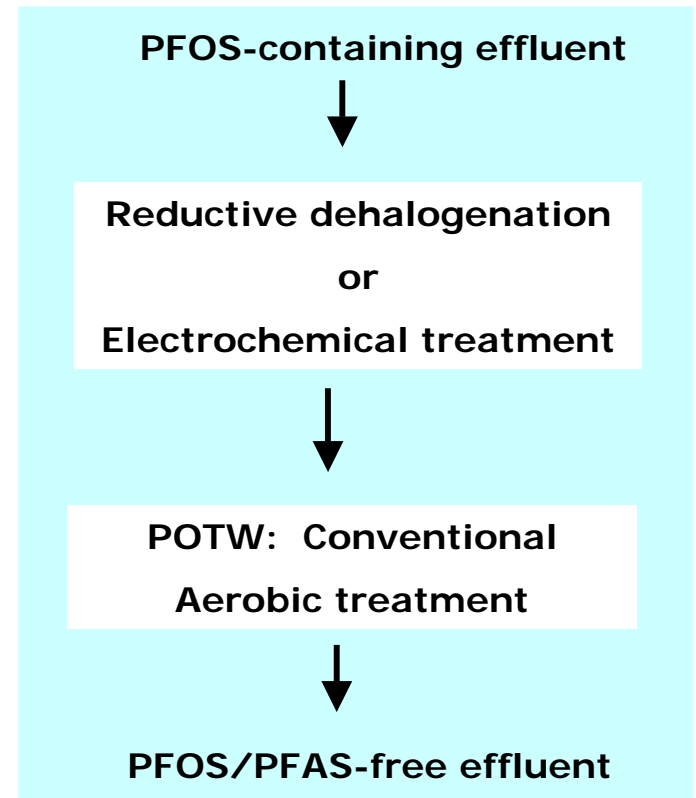 PFOS-containing effluent
Reductive dehalogenation
or
Electrochemical treatment
POTW: Conventional
Aerobic treatment
PFOS/PFAS-free effluent